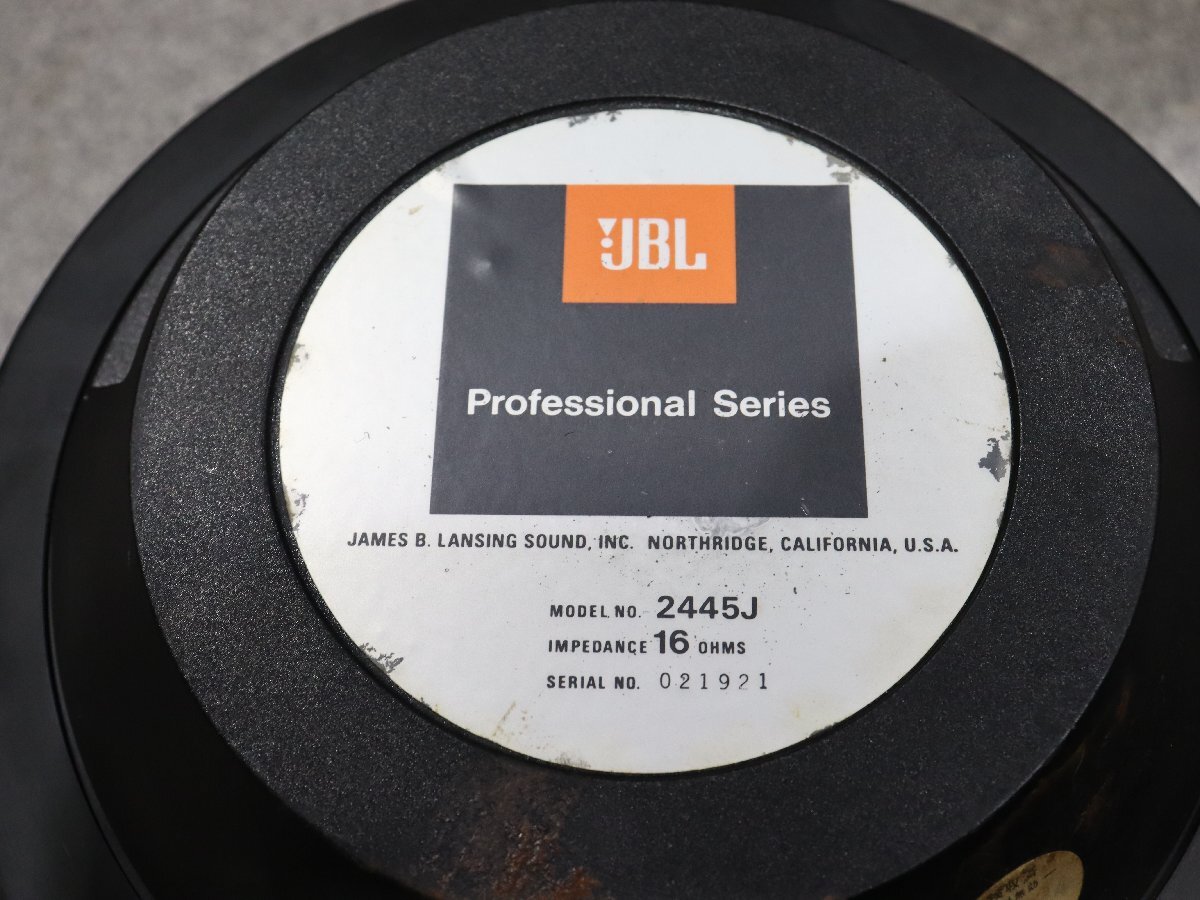 JBL
Professional Series
JAMES B. LANSING SOUND, INC. NORTHRIDGE, CALIFORNIA, U.S.A.
MODEL NO. 2445J
IMPEDANCE 16 OHMS
SERIAL NO. 021921